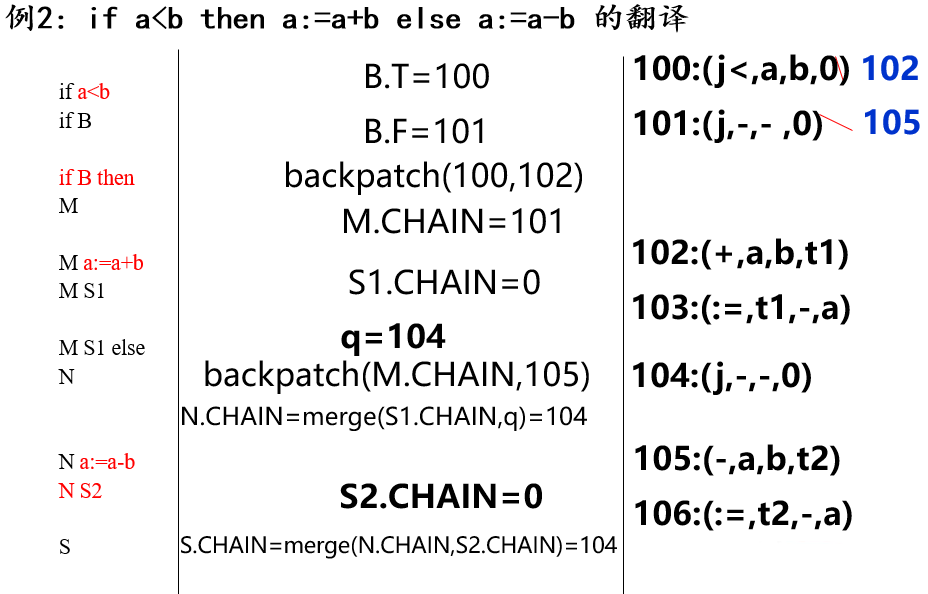 例2: if a<b then a:=a+b else a:=a-b 的翻译
if a<b
if B
if B then
M
M a:=a+b
M S1
M S1 else
N
N a:=a-b
N S2
S
B.T=100
B.F=101
backpatch(100,102)
M.CHAIN=101
S1.CHAIN=0
q=104
backpatch(M.CHAIN,105)
N.CHAIN=merge(S1.CHAIN,q)=104
S2.CHAIN=0
S.CHAIN=merge(N.CHAIN,S2.CHAIN)=104
100:(j<,a,b,0) 102
101:(j,-,- ,0) 105
102:(+,a,b,t1)
103:(:=,t1,-,a)
104:(j,-,-,0)
105:(-,a,b,t2)
106:(:=,t2,-,a)